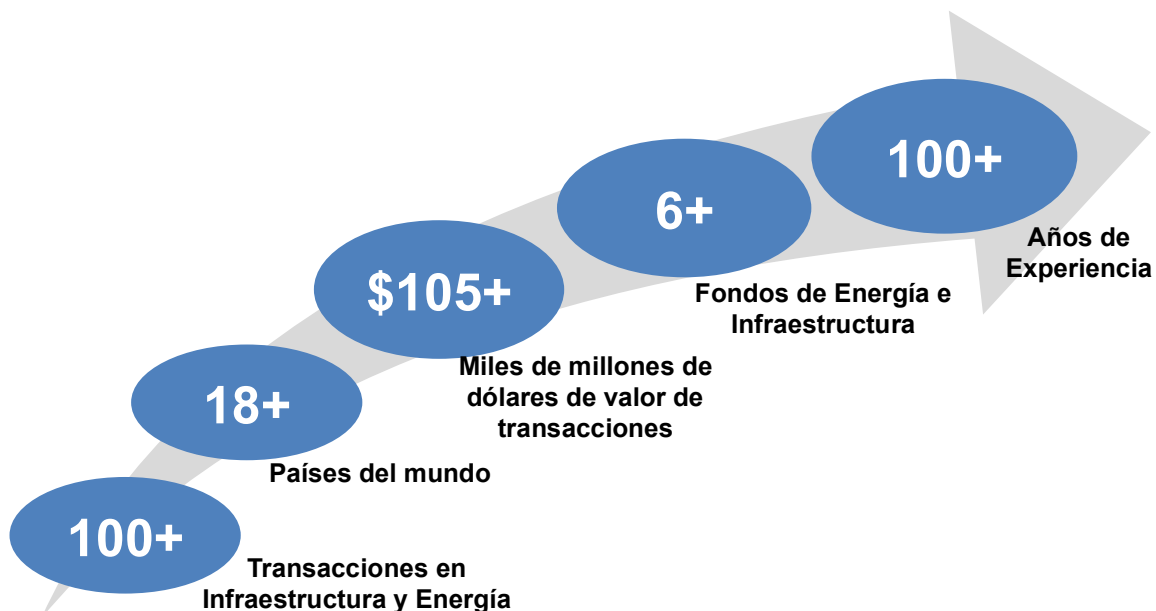 100+
Años de
Experiencia
6+
Fondos de Energía e
Infraestructura
$105+
Miles de millones de
dólares de valor de
transacciones
18+
Países del mundo
100+
Transacciones en
Infraestructura y Energía